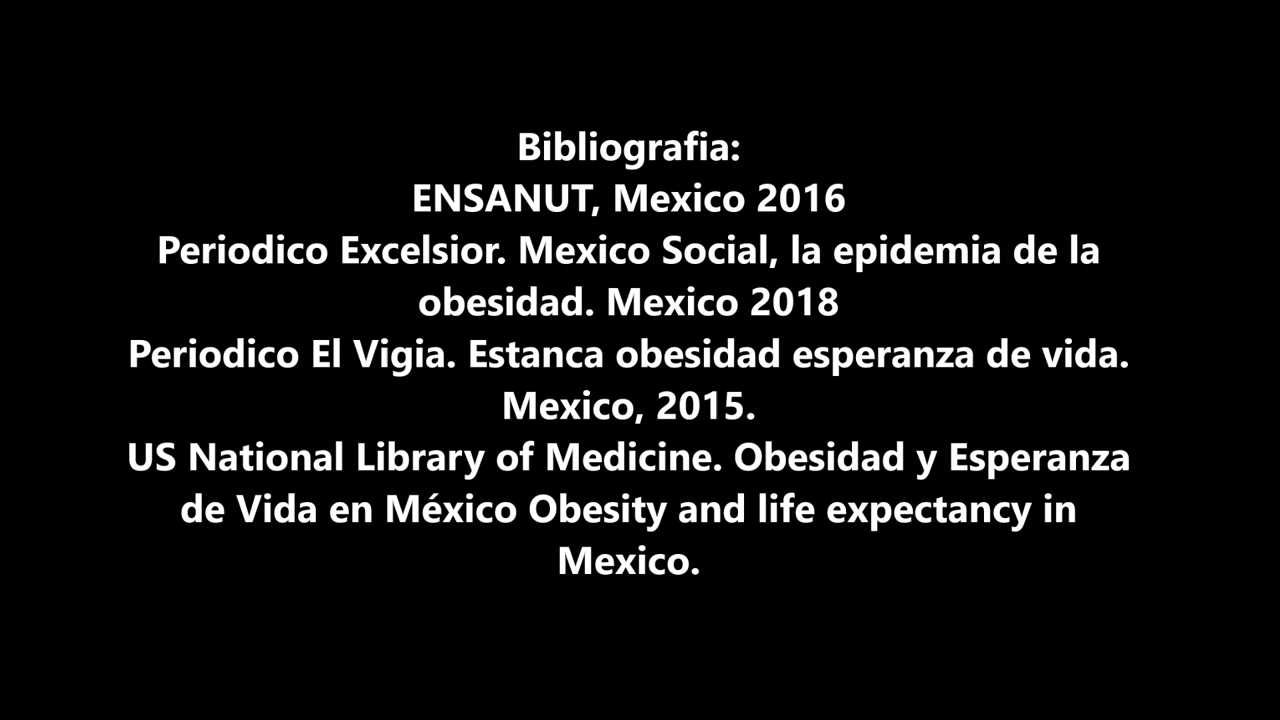 Bibliografia:
ENSANUT, Mexico 2016
Periodico Excelsior. Mexico Social, la epidemia de la
obesidad. Mexico 2018
Periodico El Vigia. Estanca obesidad esperanza de vida.
Mexico, 2015.
US National Library of Medicine. Obesidad y Esperanza
de Vida en México Obesity and life expectancy in
Mexico.